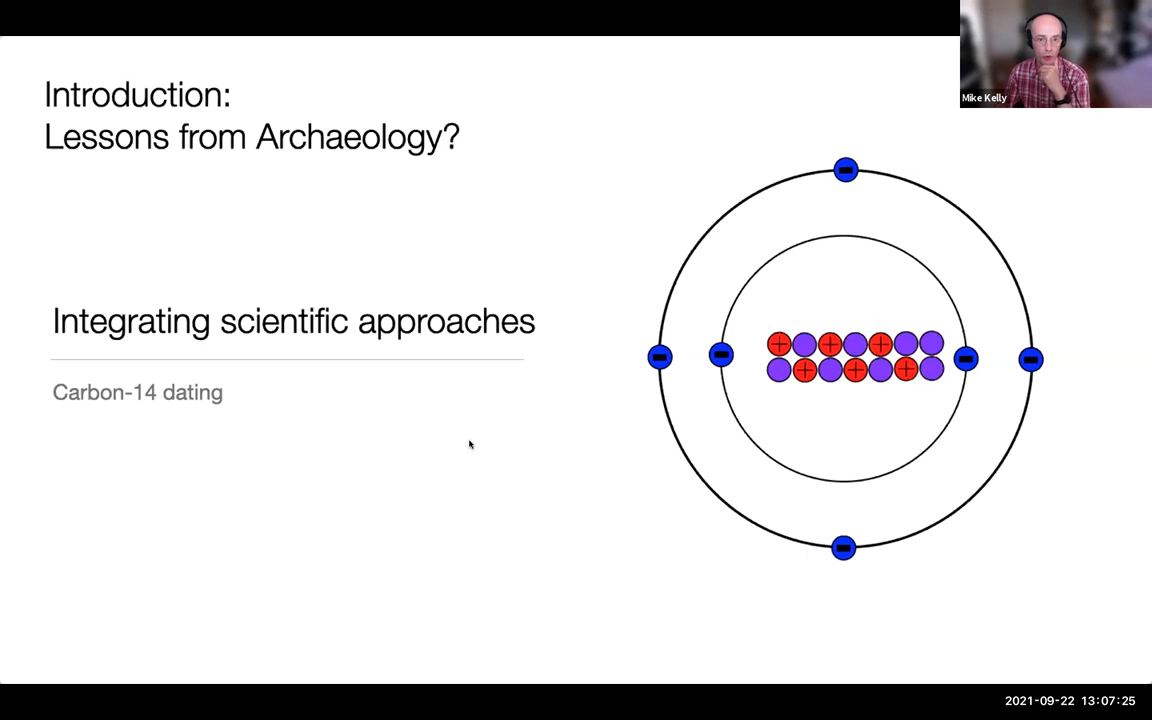 Introduction:
Lessons from Archaeology?
Mike Kelly
Integrating scientific approaches
Carbon-14 dating
2021-09-22 13:07:25